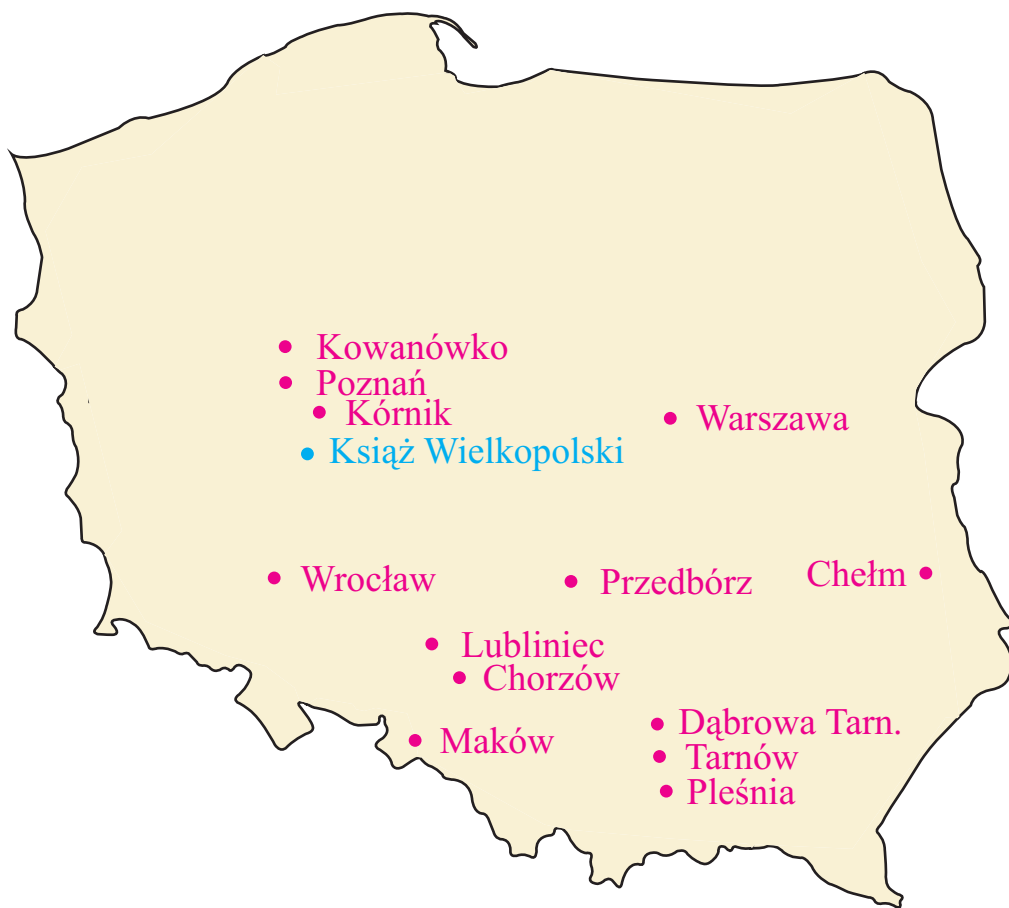 Kowanówko
Poznań
Kórnik
Warszawa
Książ Wielkopolski
Wrocław
Przedbórz
Chełm
Lubliniec
Chorzów
Dąbrowa Tarn.
Maków
Tarnów
Pleśnia